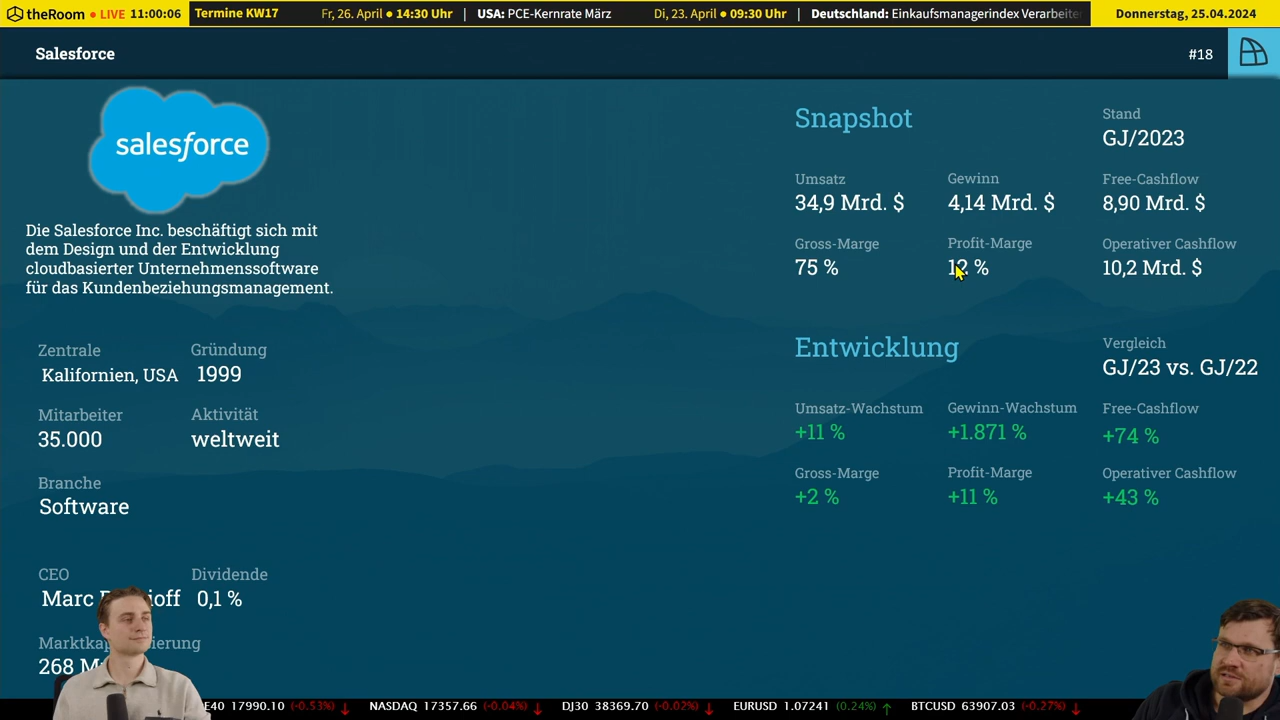 theRoom ● LIVE 11:00:06
Termine KW17
Fr, 26. April ● 14:30 Uhr | USA: PCE-Kernrate März
Di, 23. April ● 09:30 Uhr | Deutschland: Einkaufsmanagerindex
Donnerstag, 25.04.2024
Salesforce
#18
salesforce
Die Salesforce Inc. beschäftigt sich mit
dem Design und der Entwicklung
cloudbasierter Unternehmenssoftware
für das Kundenbeziehungsmanagement.
Zentrale
Kalifornien, USA
Gründung
1999
Mitarbeiter
35.000
Aktivität
weltweit
Branche
Software
CEO
Marc
Dividende
0,1 %
268
Snapshot
Stand
GJ/2023
Umsatz
34,9 Mrd. $
Gewinn
4,14 Mrd. $
Free-Cashflow
8,90 Mrd. $
Gross-Marge
75 %
Profit-Marge
12 %
Operativer Cashflow
10,2 Mrd. $
Entwicklung
Vergleich
GJ/23 vs. GJ/22
Umsatz-Wachstum
+11 %
Gewinn-Wachstum
+1.871 %
Free-Cashflow
+74 %
Gross-Marge
+2 %
Profit-Marge
+11 %
Operativer Cashflow
+43 %
E40 17990.10 (-0.53%) ↓ NASDAQ 17357.66 (-0.04%) ↓ DJ30 38369.70 (-0.02%) ↓ EURUSD 1.07241 (0.24%) ↑ BTCUSD 63907.03 (-0.27%) ↓